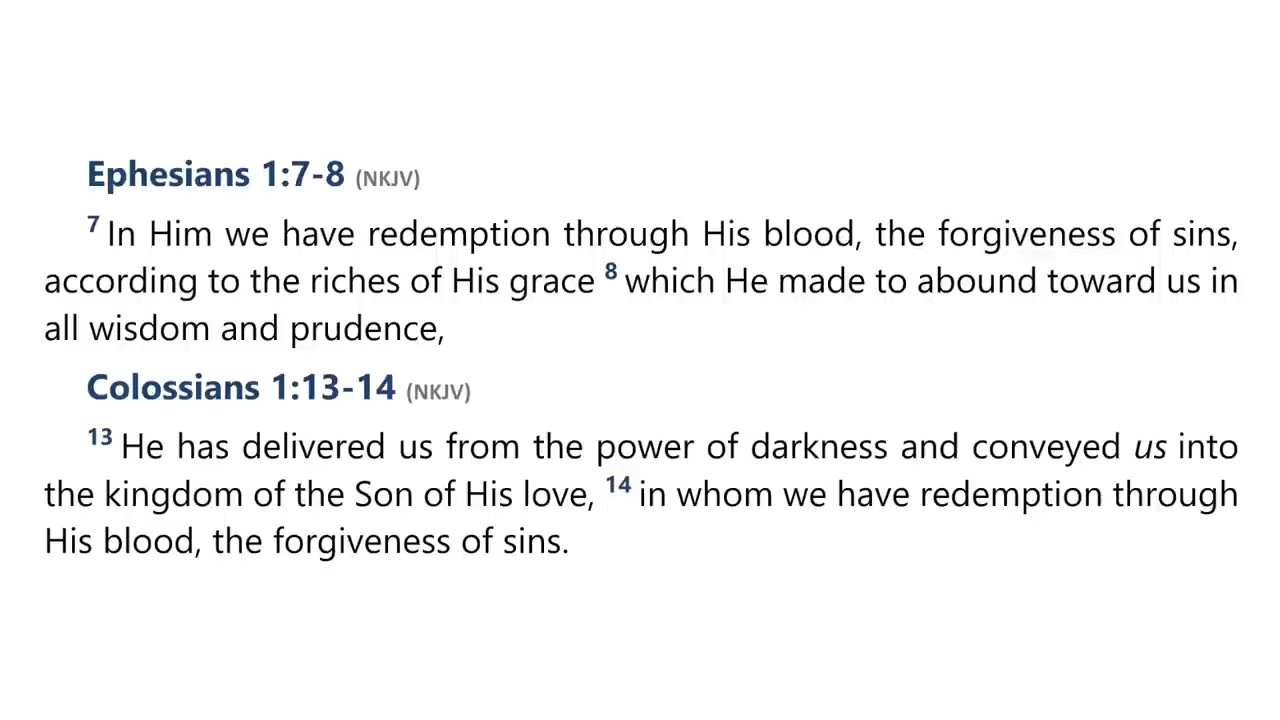 Ephesians 1:7-8 (NKJV)
7 In Him we have redemption through His blood, the forgiveness of sins,
according to the riches of His grace 8 which He made to abound toward us in
all wisdom and prudence,
Colossians 1:13-14 (NKJV)
13 He has delivered us from the power of darkness and conveyed us into
the kingdom of the Son of His love, 14 in whom we have redemption through
His blood, the forgiveness of sins.